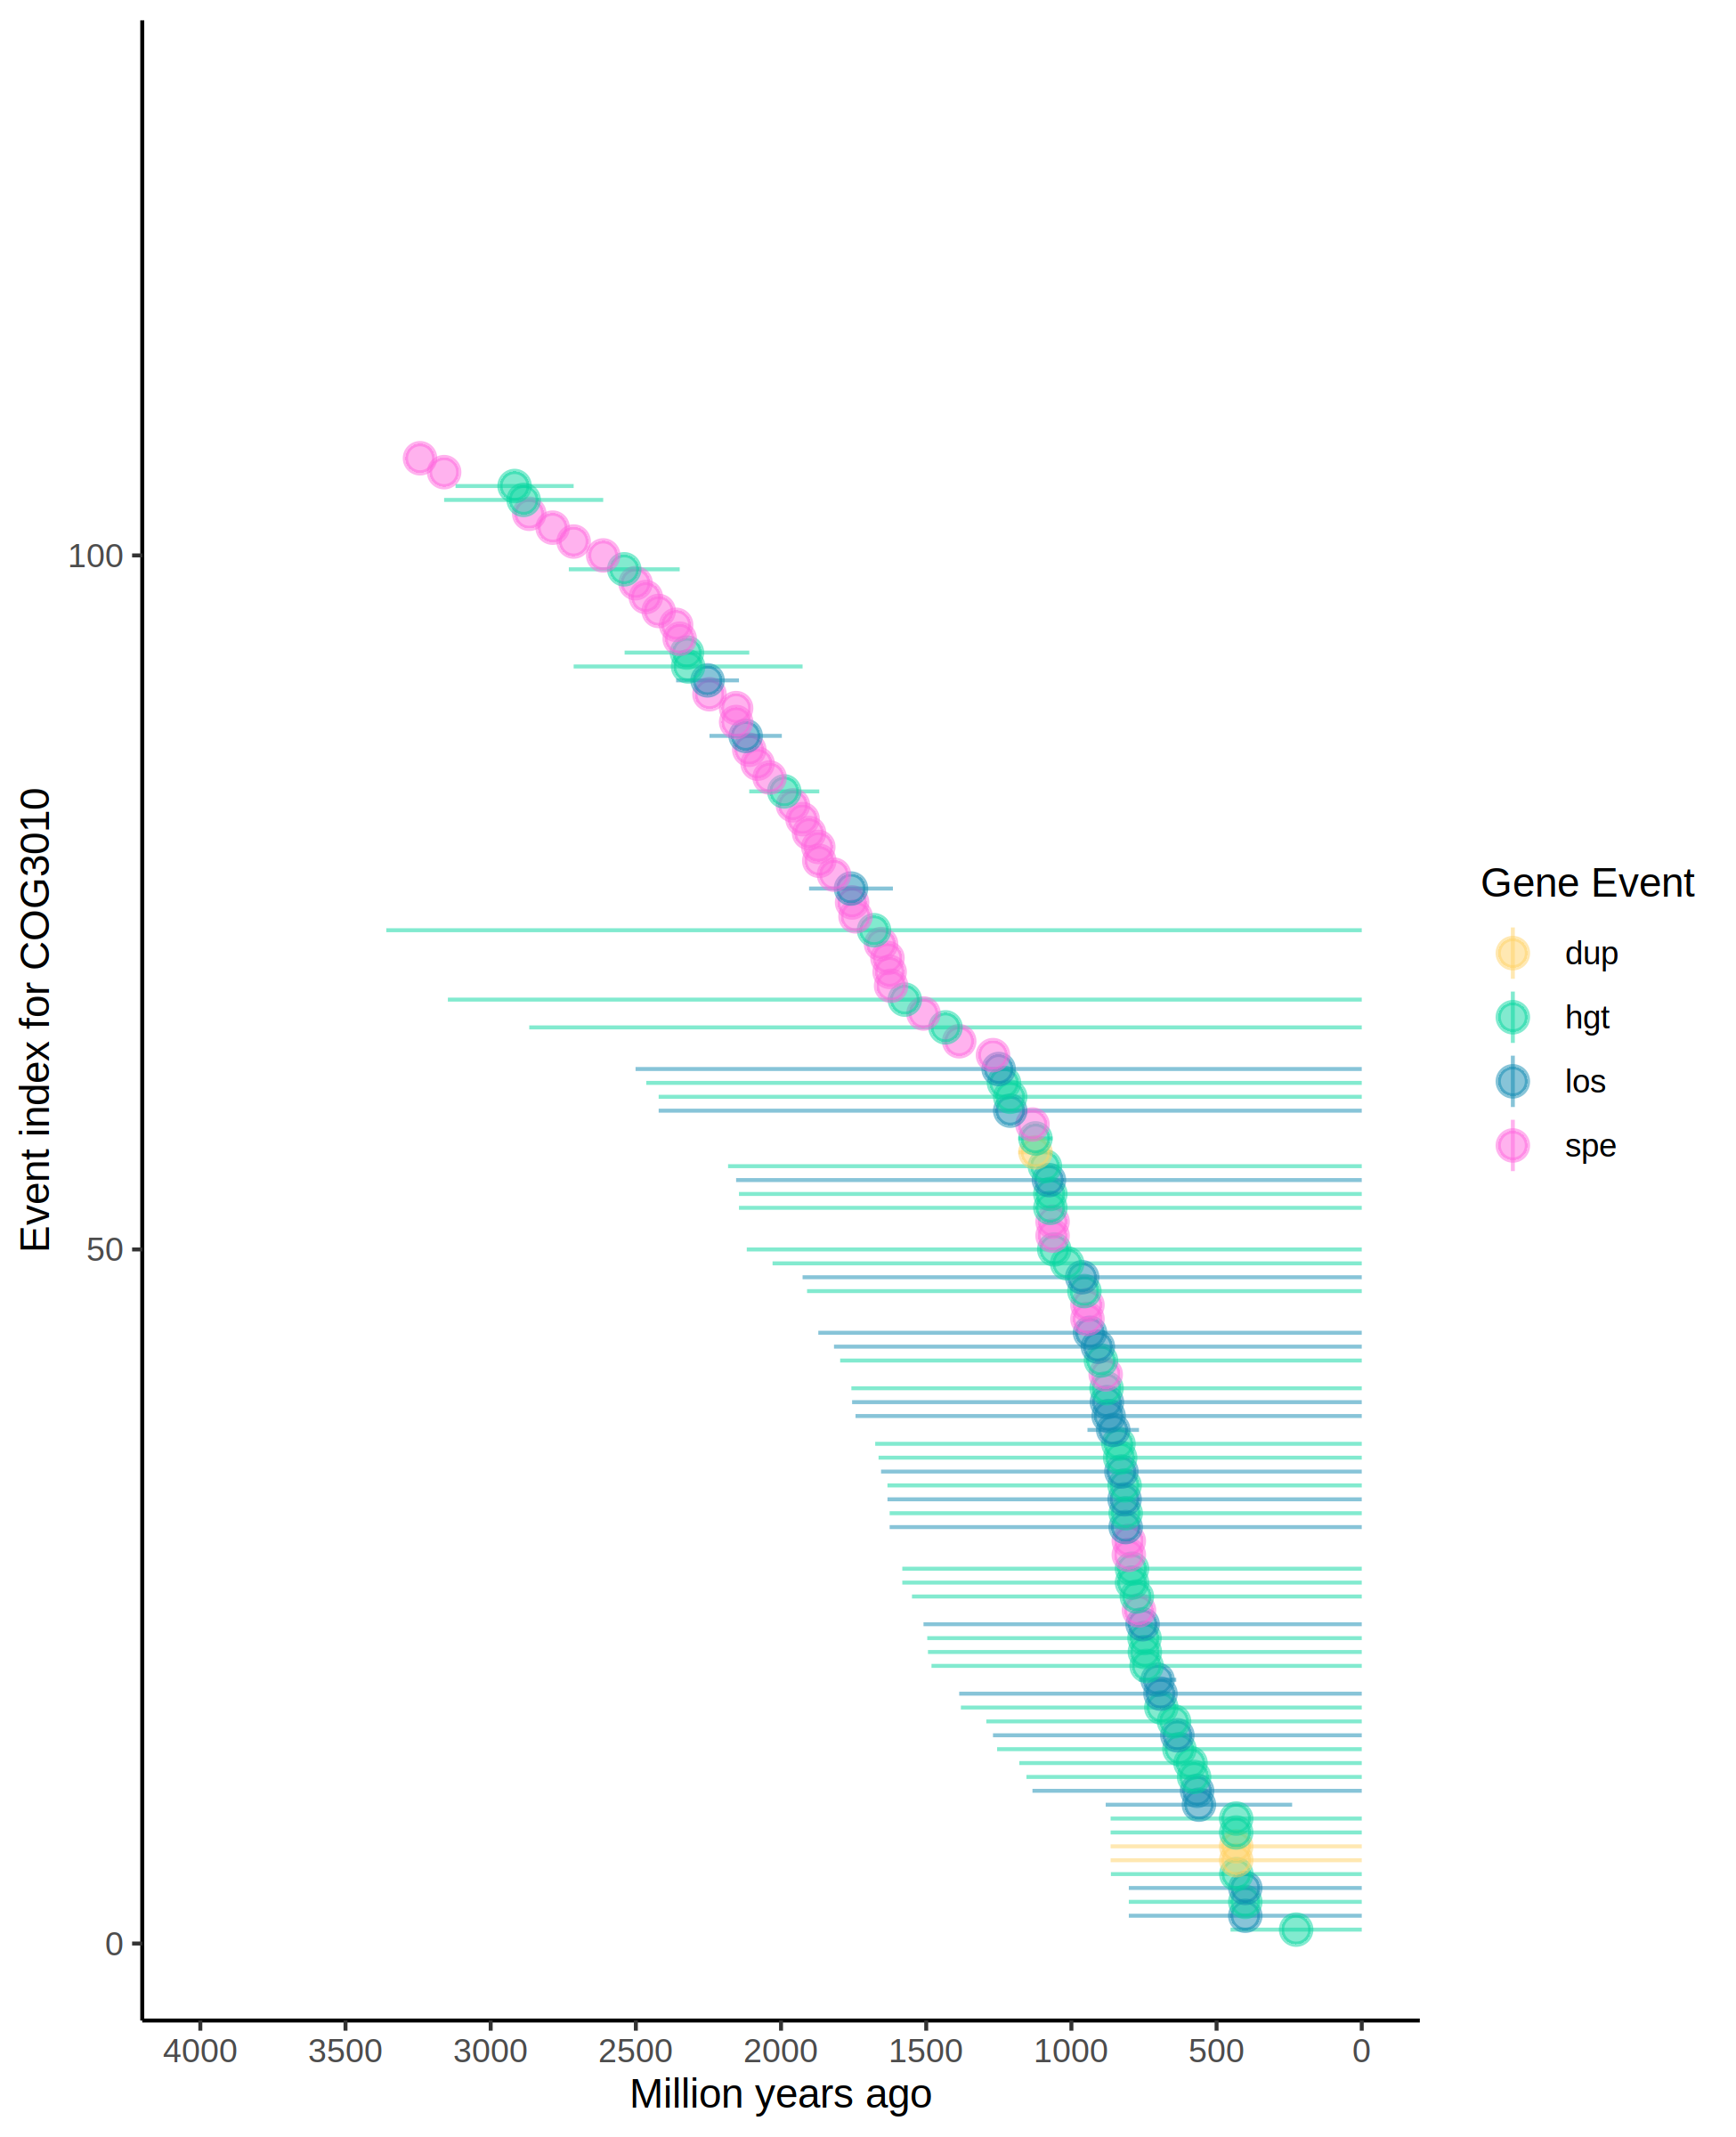 Event index for COG3010
100
50
0
4000 3500 3000 2500 2000 1500 1000 500 0
Million years ago
Gene Event
dup
hgt
los
spe